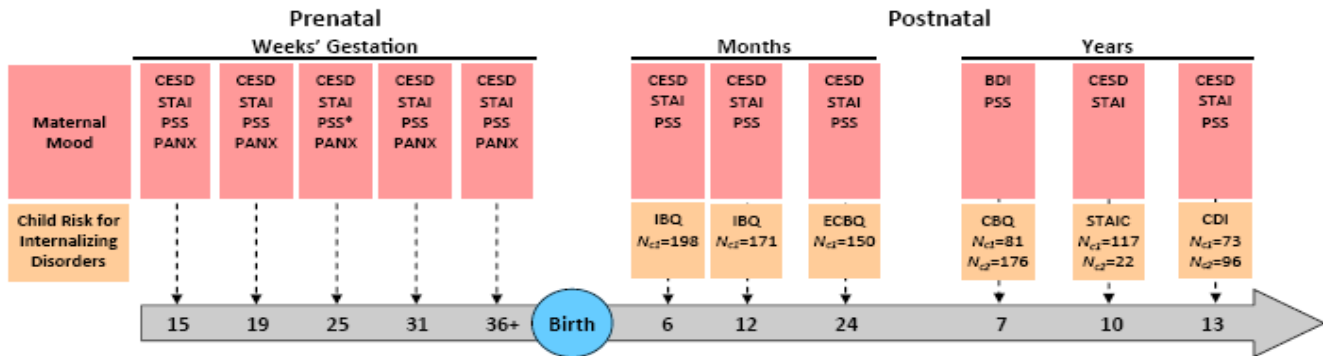 Prenatal
Postnatal
Weeks' Gestation
Months
Years
Maternal
Mood
CESD
STAI
PSS
PANX
CESD
STAI
PSS
PANX
CESD
STAI
PSS*
PANX
CESD
STAI
PSS
PANX
CESD
STAI
PSS
PANX
CESD
STAI
PSS
CESD
STAI
PSS
CESD
STAI
PSS
BDI
PSS
CESD
STAI
CESD
STAI
PSS
Child Risk for
Internalizing
Disorders
IBQ
Nc1=198
IBQ
Nc1=171
ECBQ
Nc1=150
CBQ
Nc1=81
Nc2=176
STAIC
Nc1=117
Nc2=22
CDI
Nc1=73
Nc2=96
15 19 25 31 36+ Birth 6 12 24 7 10 13